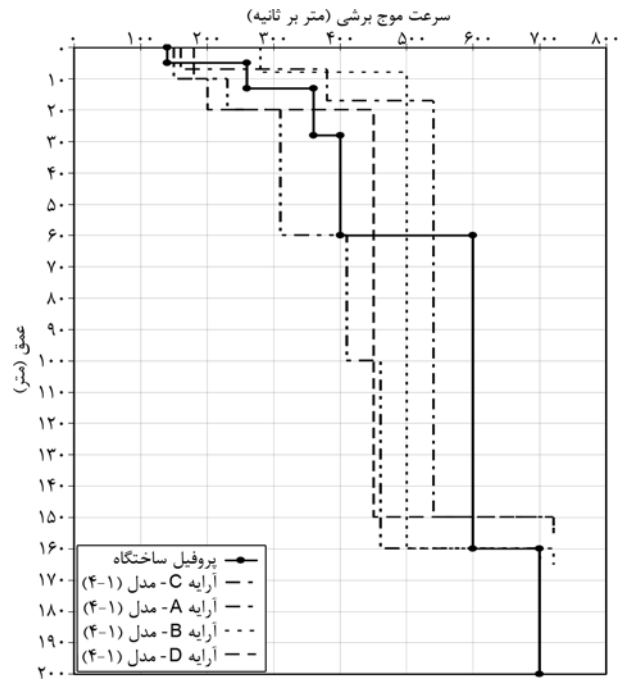 سرعت موج برشی (متر بر ثانیه)
۰ ۱۰۰ ۲۰۰ ۳۰۰ ۴۰۰ ۵۰۰ ۶۰۰ ۷۰۰ ۸۰۰
۰
۱۰
۲۰
۳۰
۴۰
۵۰
۶۰
۷۰
۸۰
۹۰
۱۰۰
۱۱۰
۱۲۰
۱۳۰
۱۴۰
۱۵۰
۱۶۰
۱۷۰
۱۸۰
۱۹۰
۲۰۰
عمق (متر)
پروفیل ساختگاه
آرایه C- مدل (۱-۴)
آرایه A- مدل (۱-۴)
آرایه B- مدل (۱-۴)
آرایه D- مدل (۱-۴)